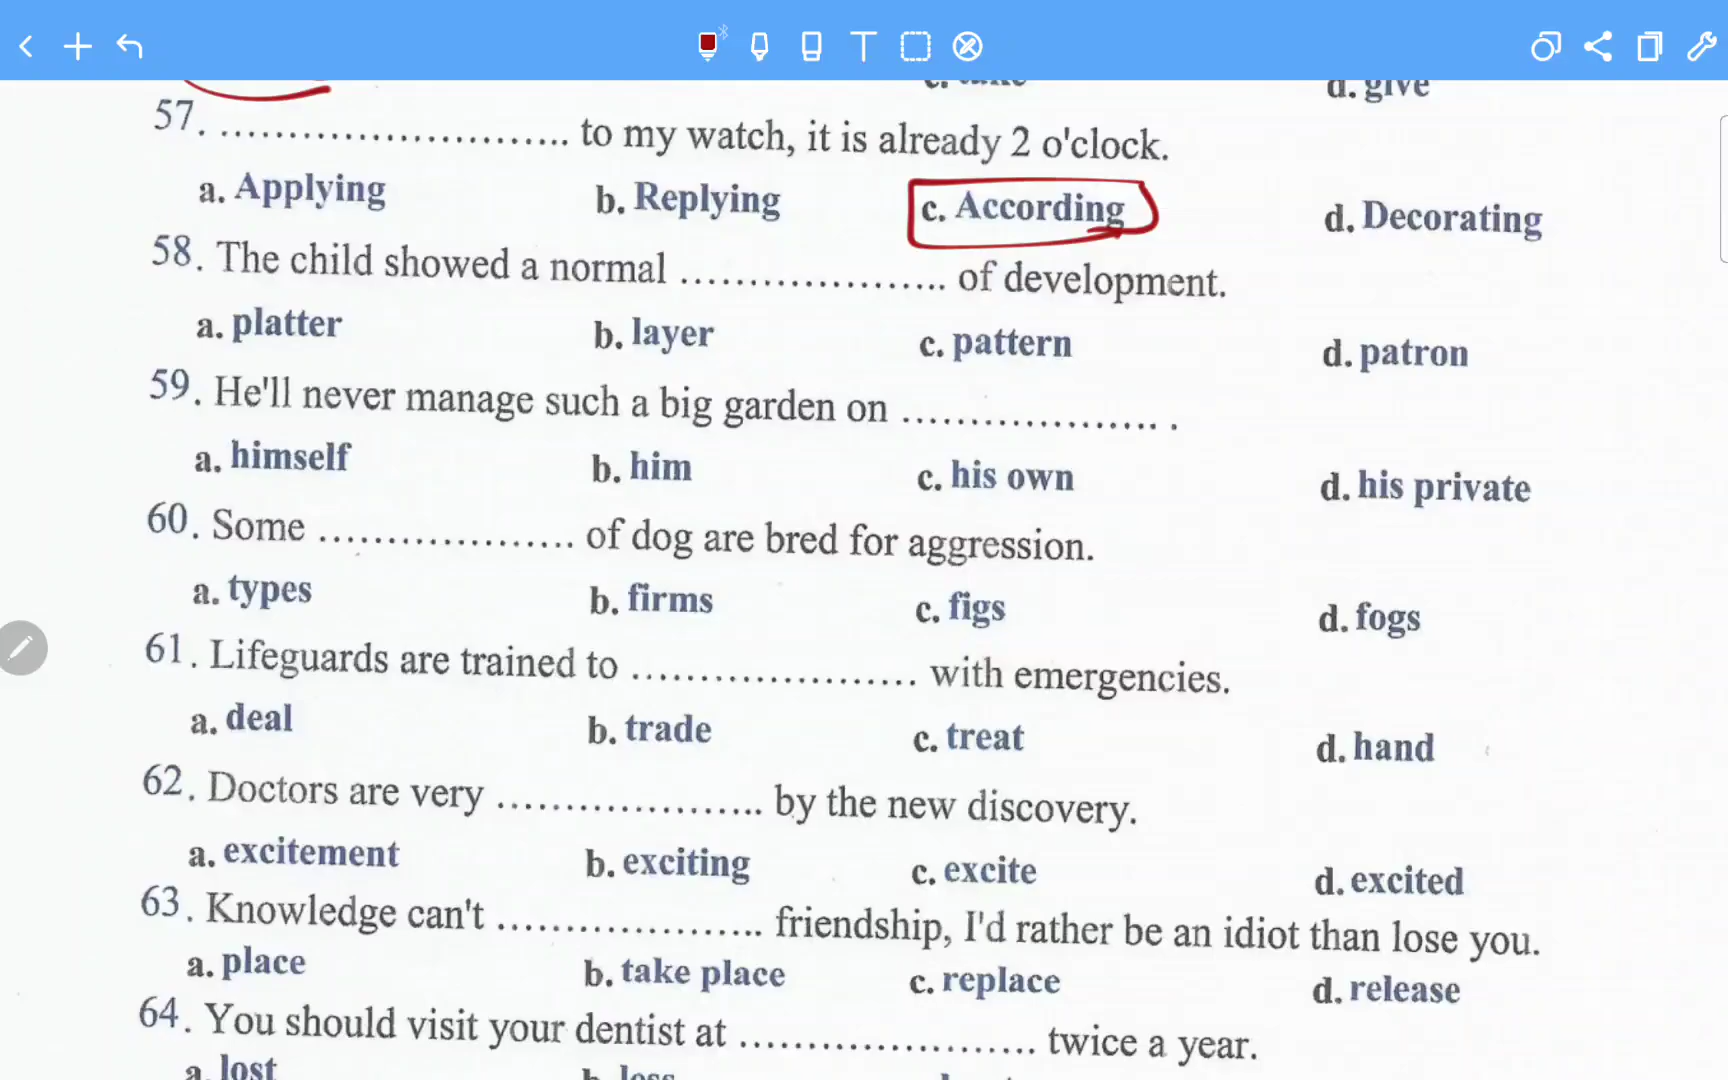 d. give
57. ........................ to my watch, it is already 2 o'clock.
a. Applying b. Replying c. According d. Decorating
58. The child showed a normal .................... of development.
a. platter b. layer c. pattern d. patron
59. He'll never manage such a big garden on ................... .
a. himself b. him c. his own d. his private
60. Some ................... of dog are bred for aggression.
a. types b. firms c. figs d. fogs
61. Lifeguards are trained to ..................... with emergencies.
a. deal b. trade c. treat d. hand
62. Doctors are very .................... by the new discovery.
a. excitement b. exciting c. excite d. excited
63. Knowledge can't .................... friendship, I'd rather be an idiot than lose you.
a. place b. take place c. replace d. release
64. You should visit your dentist at ...................... twice a year.
a. lost b. less